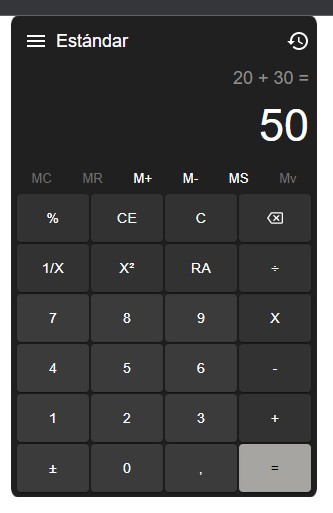 Estándar
20 + 30 =
50
MC MR M+ M- MS Mv
% CE C
1/X X² RA ÷
7 8 9 X
4 5 6 -
1 2 3 +
± 0 , =